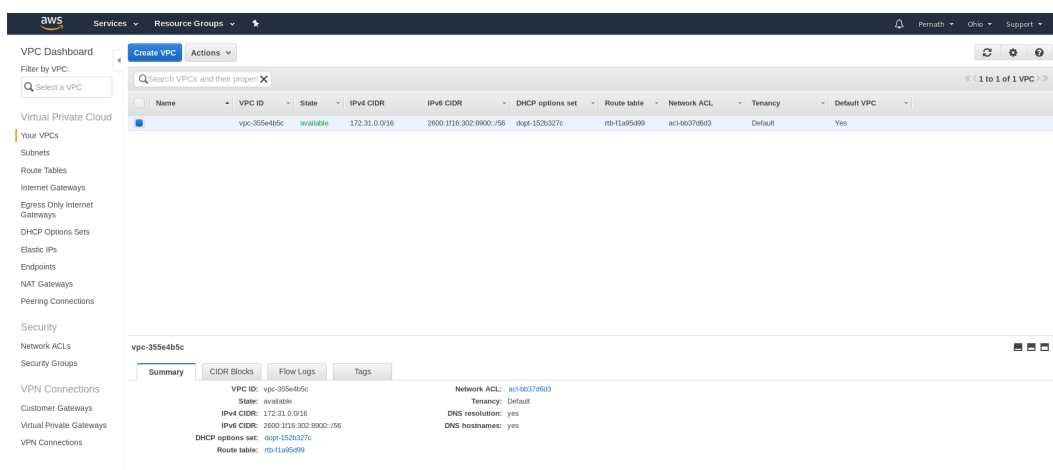 aws Services Resource Groups Pernath Ohio Support
VPC Dashboard
Filter by VPC:
Select a VPC
Virtual Private Cloud
Your VPCs
Subnets
Route Tables
Internet Gateways
Egress Only Internet
Gateways
DHCP Options Sets
Elastic IPs
Endpoints
NAT Gateways
Peering Connections
Security
Network ACLs
Security Groups
VPN Connections
Customer Gateways
Virtual Private Gateways
VPN Connections
Create VPC Actions
Search VPCs and their propert
1 to 1 of 1 VPC
Name VPC ID State IPv4 CIDR IPv6 CIDR DHCP options set Route table Network ACL Tenancy Default VPC
vpc-355e4b5c available 172.31.0.0/16 2600:1f16:302:8900::/56 dopt-152b327c rtb-f1a95d99 acl-bb37d6d3 Default Yes
vpc-355e4b5c
Summary CIDR Blocks Flow Logs Tags
VPC ID: vpc-355e4b5c Network ACL: acl-bb37d6d3
State: available Tenancy: Default
IPv4 CIDR: 172.31.0.0/16 DNS resolution: yes
IPv6 CIDR: 2600:1f16:302:8900::/56 DNS hostnames: yes
DHCP options set: dopt-152b327c
Route table: rtb-f1a95d99